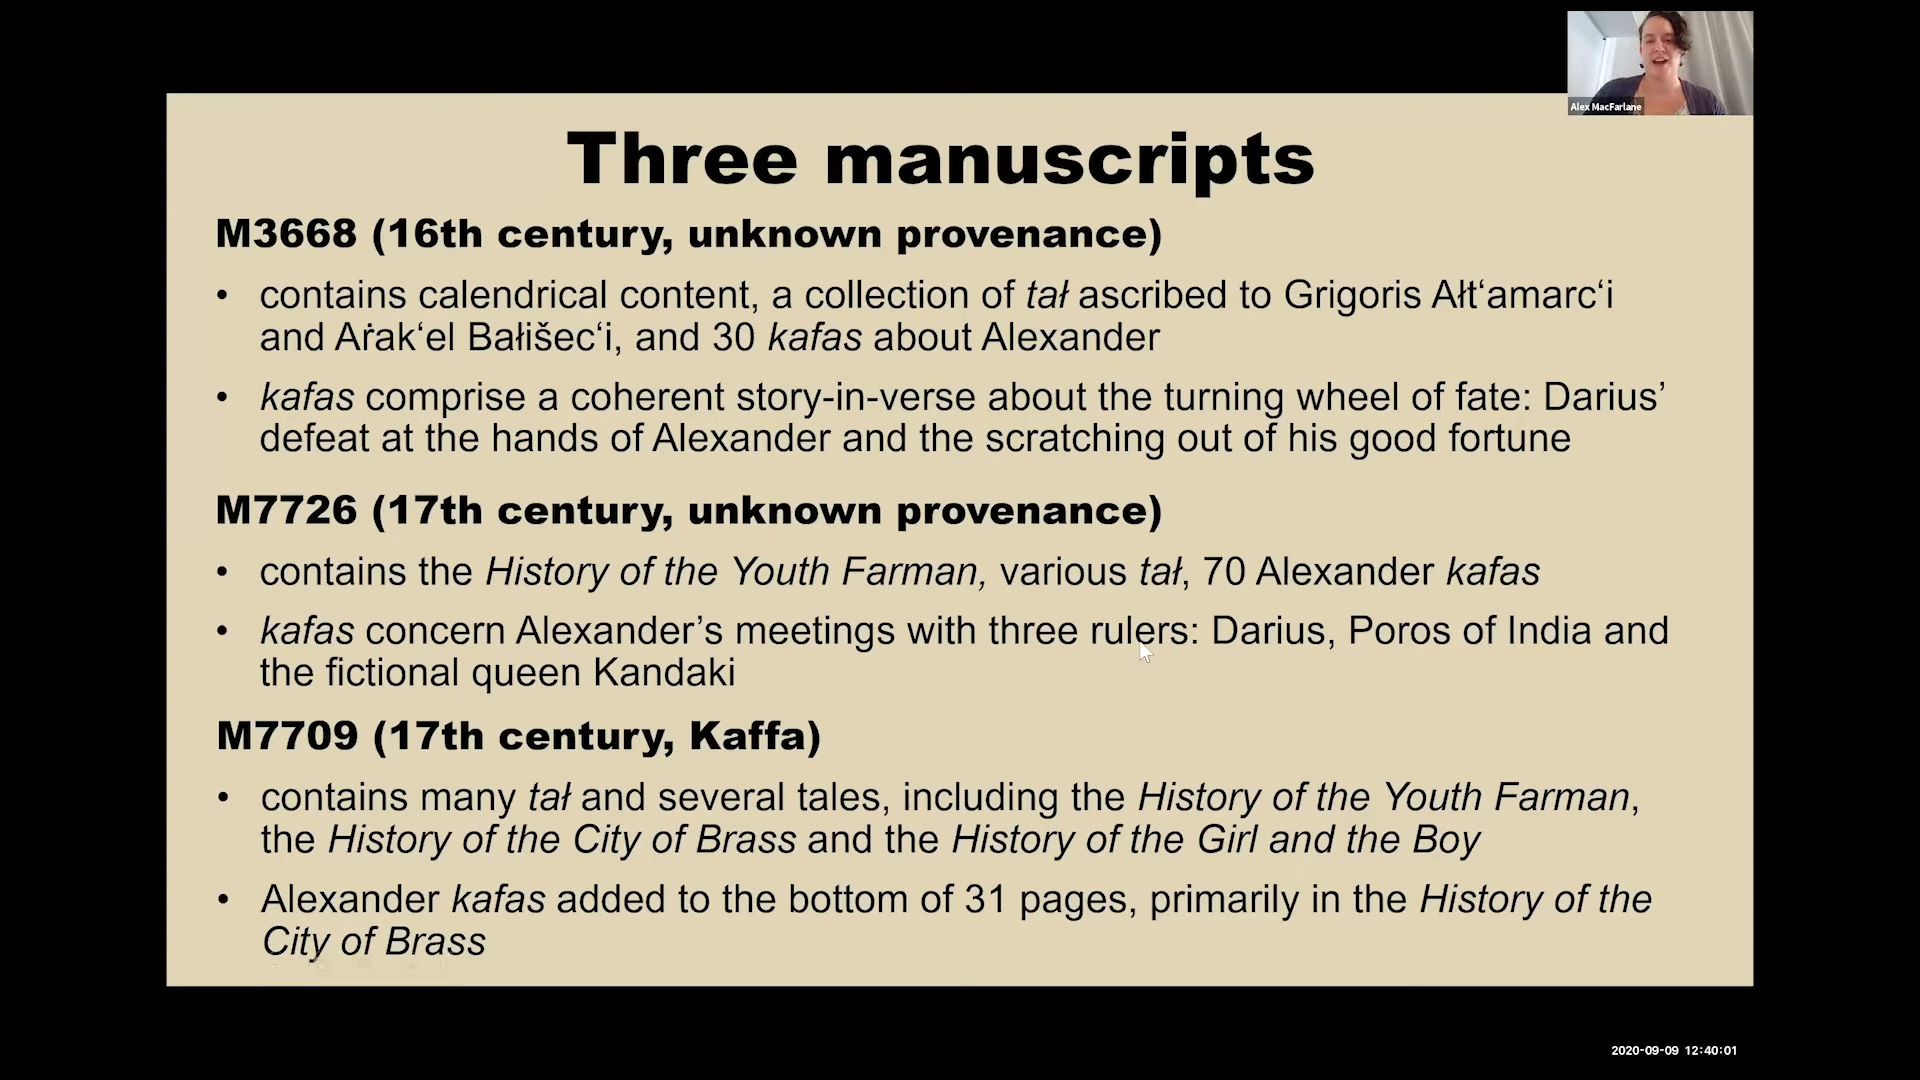 Alex MacFarlane
Three manuscripts
M3668 (16th century, unknown provenance)
• contains calendrical content, a collection of tał ascribed to Grigoris Ałt‘amarc‘i
and Aṙak‘el Bałišec‘i, and 30 kafas about Alexander
• kafas comprise a coherent story-in-verse about the turning wheel of fate: Darius’
defeat at the hands of Alexander and the scratching out of his good fortune
M7726 (17th century, unknown provenance)
• contains the History of the Youth Farman, various tał, 70 Alexander kafas
• kafas concern Alexander’s meetings with three rulers: Darius, Poros of India and
the fictional queen Kandaki
M7709 (17th century, Kaffa)
• contains many tał and several tales, including the History of the Youth Farman,
the History of the City of Brass and the History of the Girl and the Boy
• Alexander kafas added to the bottom of 31 pages, primarily in the History of the
City of Brass
2020-09-09 12:40:01